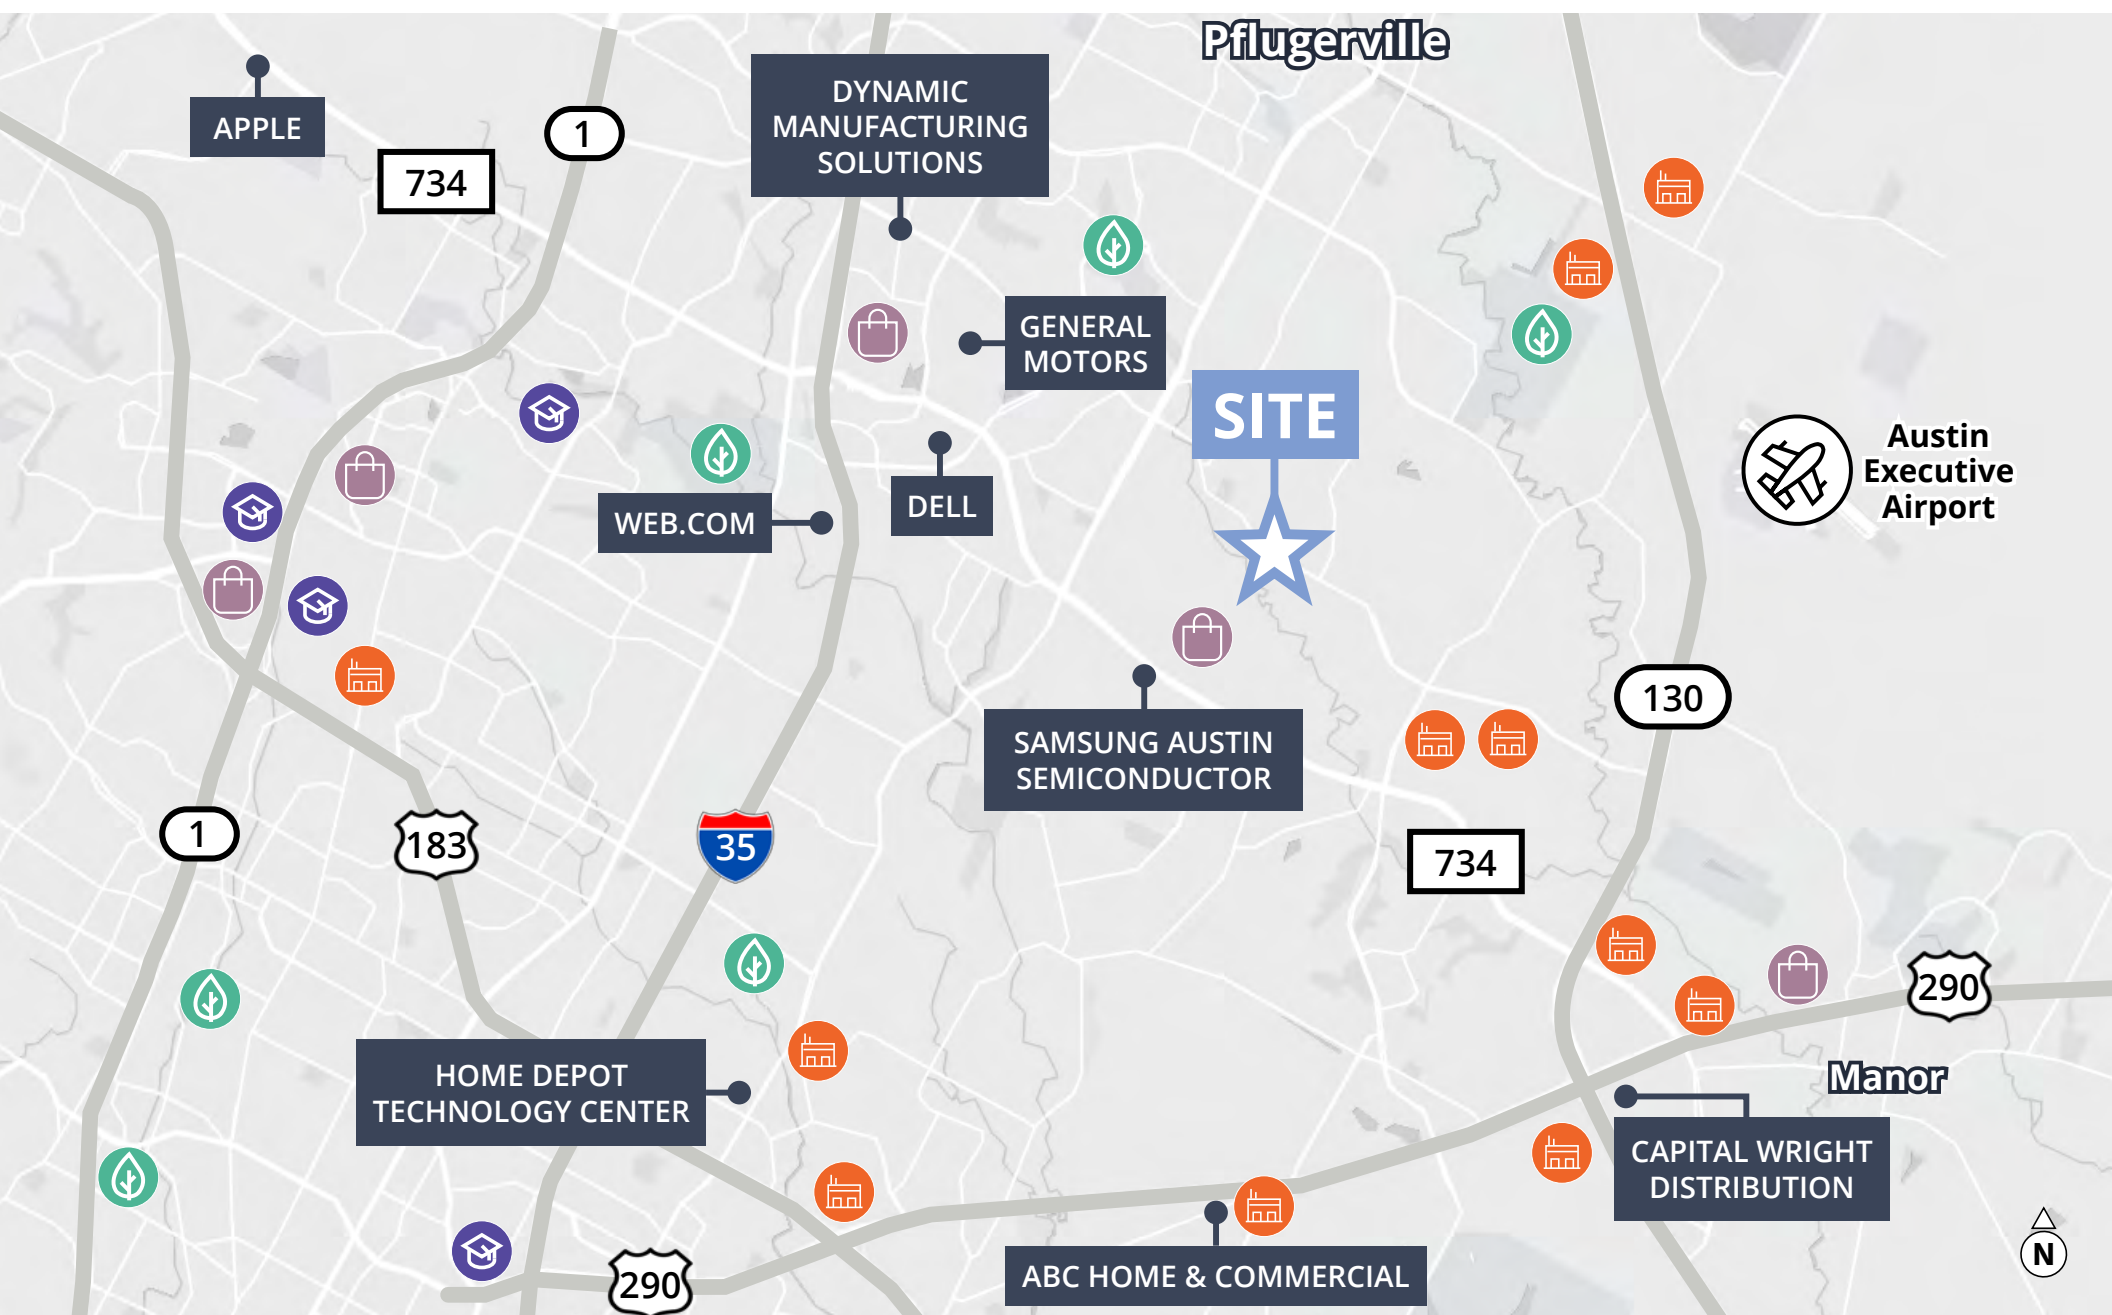 Pflugerville
APPLE
734
1
DYNAMIC
MANUFACTURING
SOLUTIONS
GENERAL
MOTORS
SITE
Austin
Executive
Airport
WEB.COM
DELL
130
SAMSUNG AUSTIN
SEMICONDUCTOR
1
183
35
734
290
HOME DEPOT
TECHNOLOGY CENTER
Manor
CAPITAL WRIGHT
DISTRIBUTION
290
ABC HOME & COMMERCIAL
N